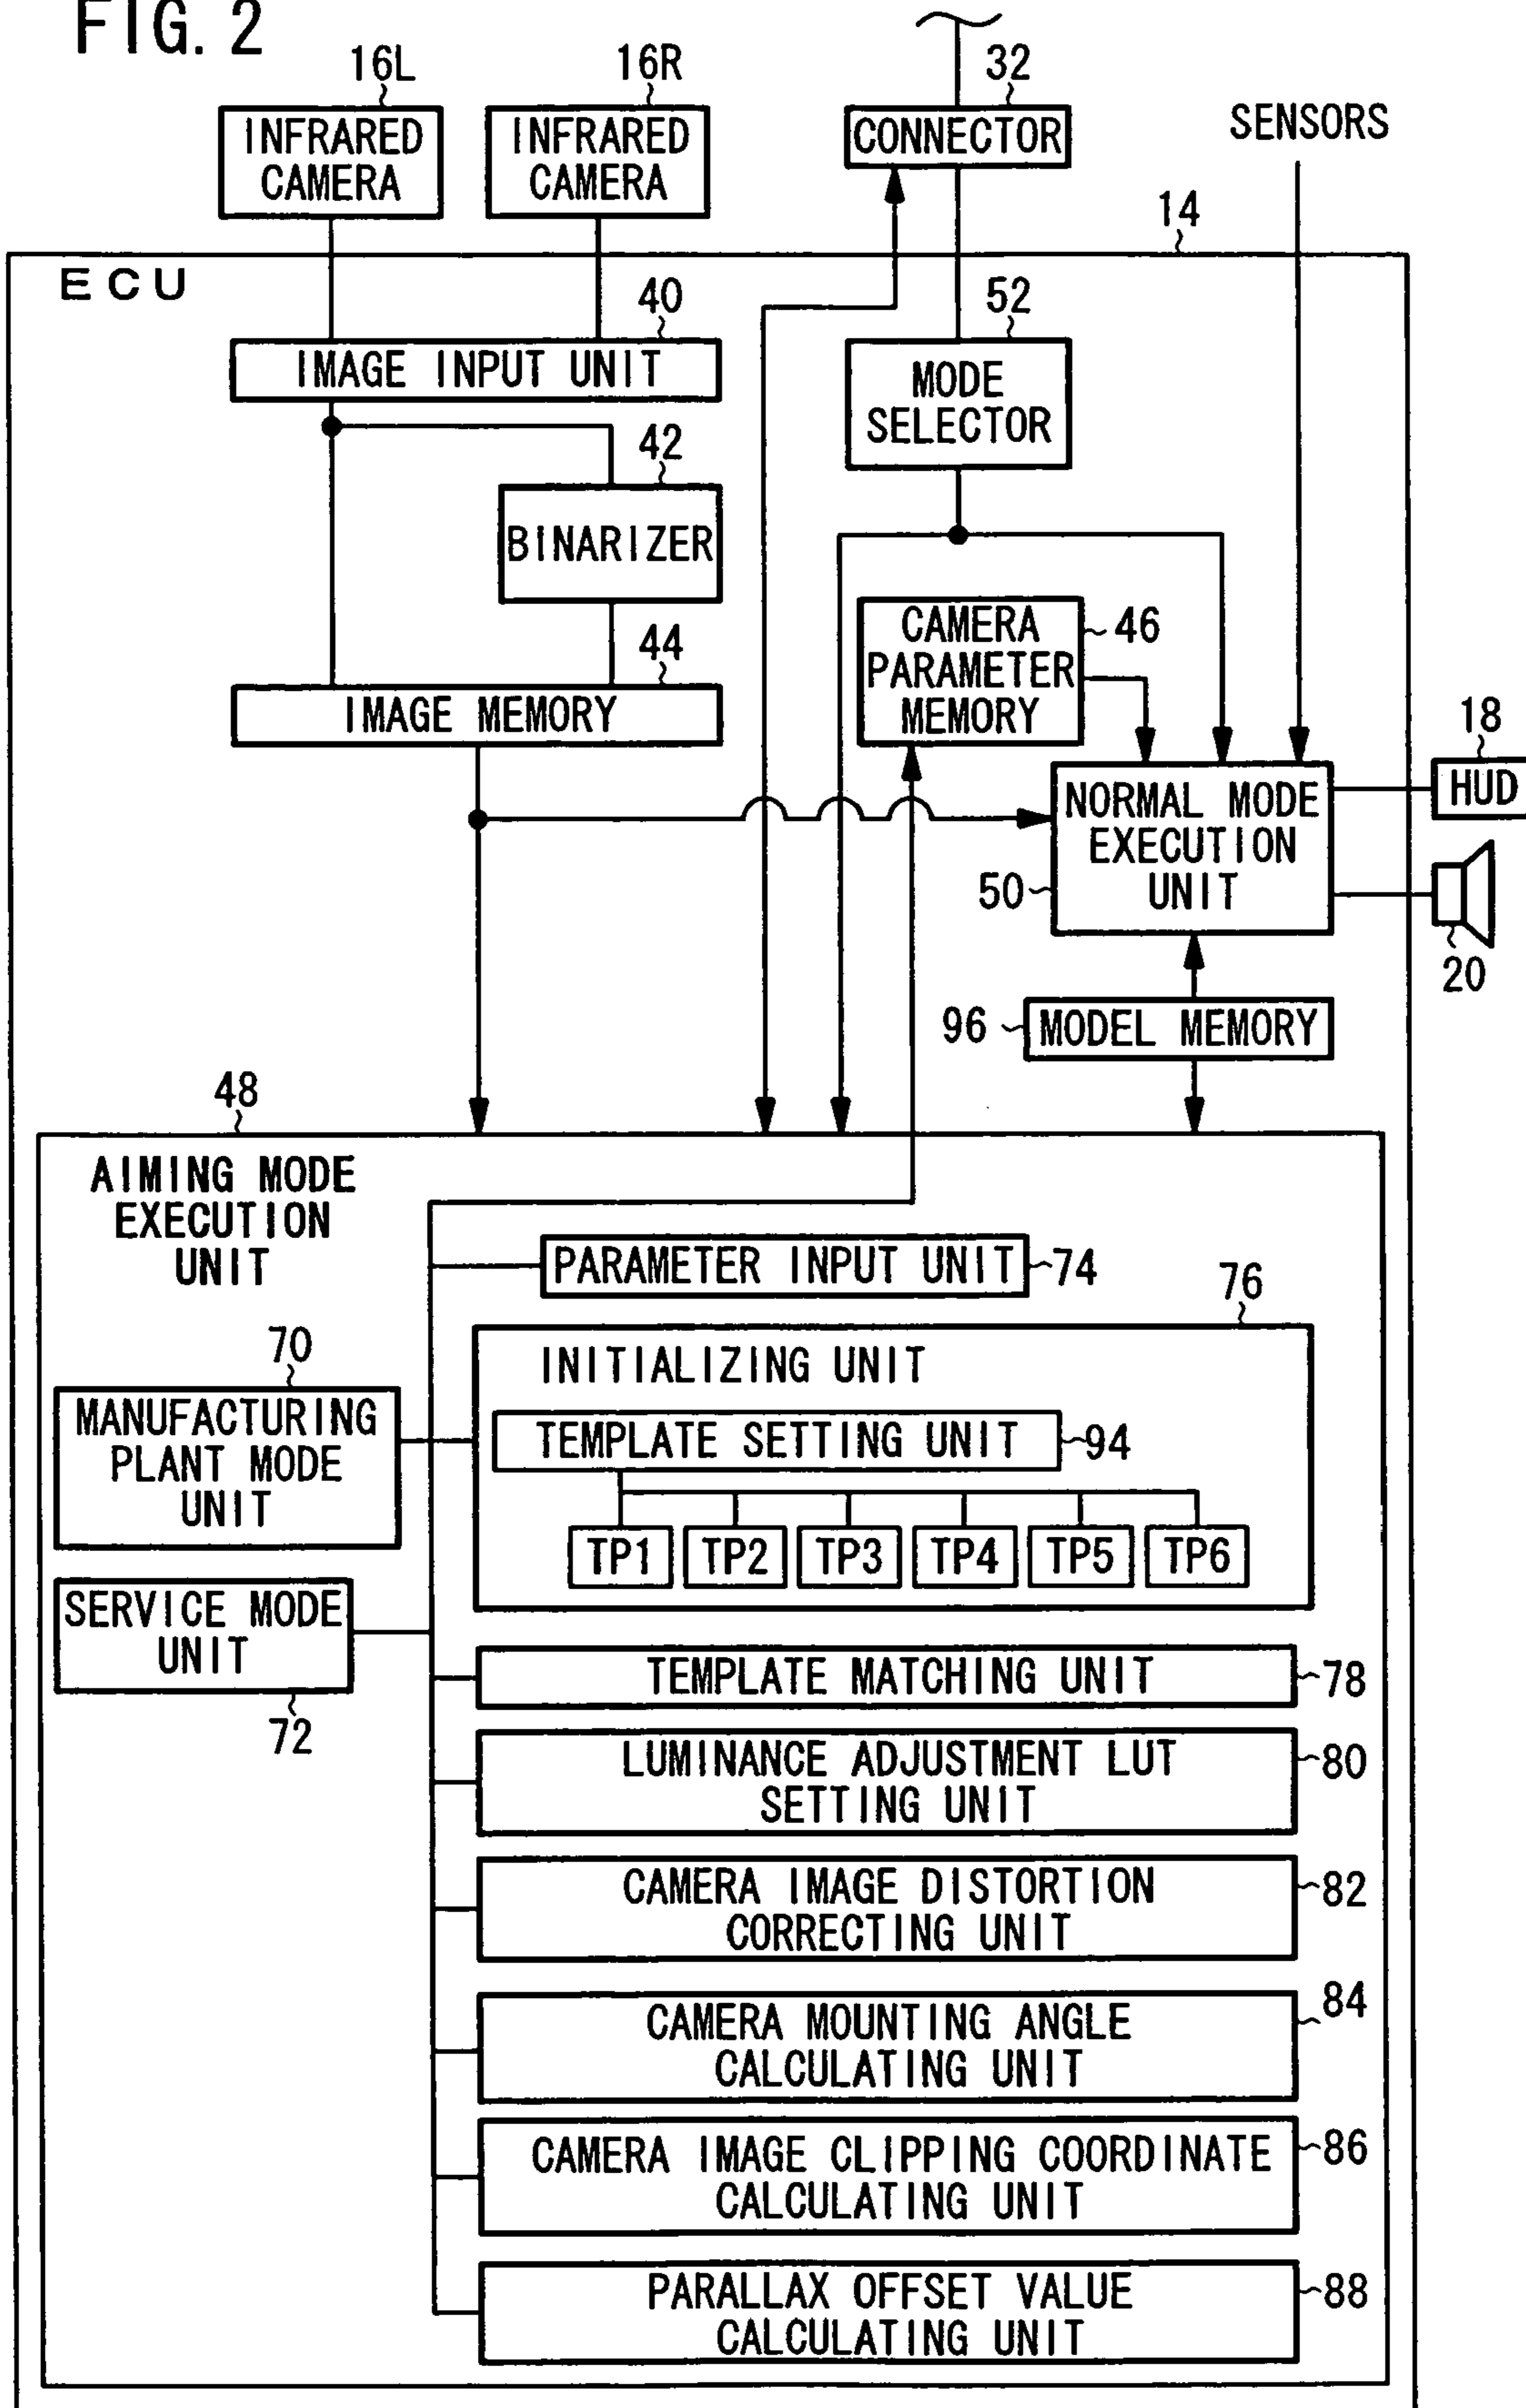 FIG. 2
16L
16R
32
INFRARED
CAMERA
INFRARED
CAMERA
CONNECTOR
SENSORS
14
ECU
40
52
IMAGE INPUT UNIT
MODE
SELECTOR
42
BINARIZER
44
CAMERA
PARAMETER
MEMORY
46
IMAGE MEMORY
18
HUD
NORMAL MODE
EXECUTION
UNIT
50
20
96
MODEL MEMORY
48
AIMING MODE
EXECUTION
UNIT
PARAMETER INPUT UNIT
74
76
70
INITIALIZING UNIT
MANUFACTURING
PLANT MODE
UNIT
TEMPLATE SETTING UNIT
94
TP1
TP2
TP3
TP4
TP5
TP6
SERVICE MODE
UNIT
72
TEMPLATE MATCHING UNIT
78
LUMINANCE ADJUSTMENT LUT
SETTING UNIT
80
CAMERA IMAGE DISTORTION
CORRECTING UNIT
82
CAMERA MOUNTING ANGLE
CALCULATING UNIT
84
CAMERA IMAGE CLIPPING COORDINATE
CALCULATING UNIT
86
PARALLAX OFFSET VALUE
CALCULATING UNIT
88